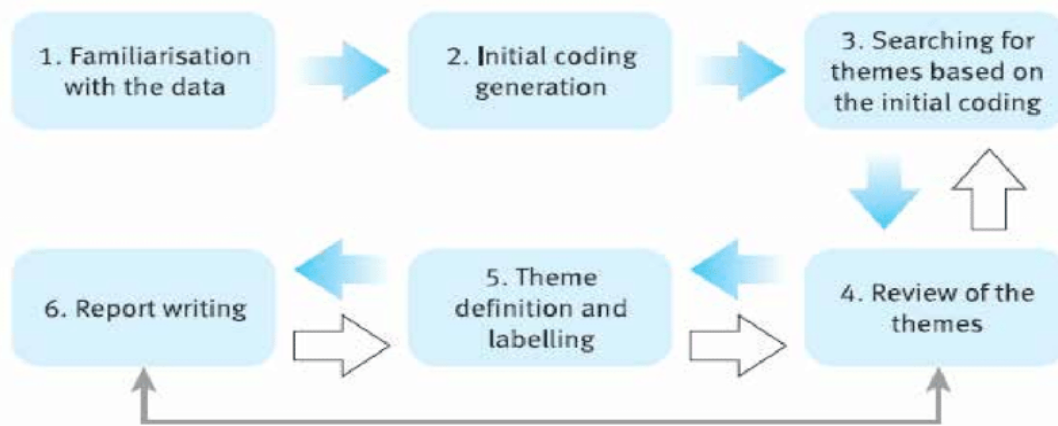 1. Familiarisation
with the data
2. Initial coding
generation
3. Searching for
themes based on
the initial coding
4. Review of the
themes
5. Theme
definition and
labelling
6. Report writing